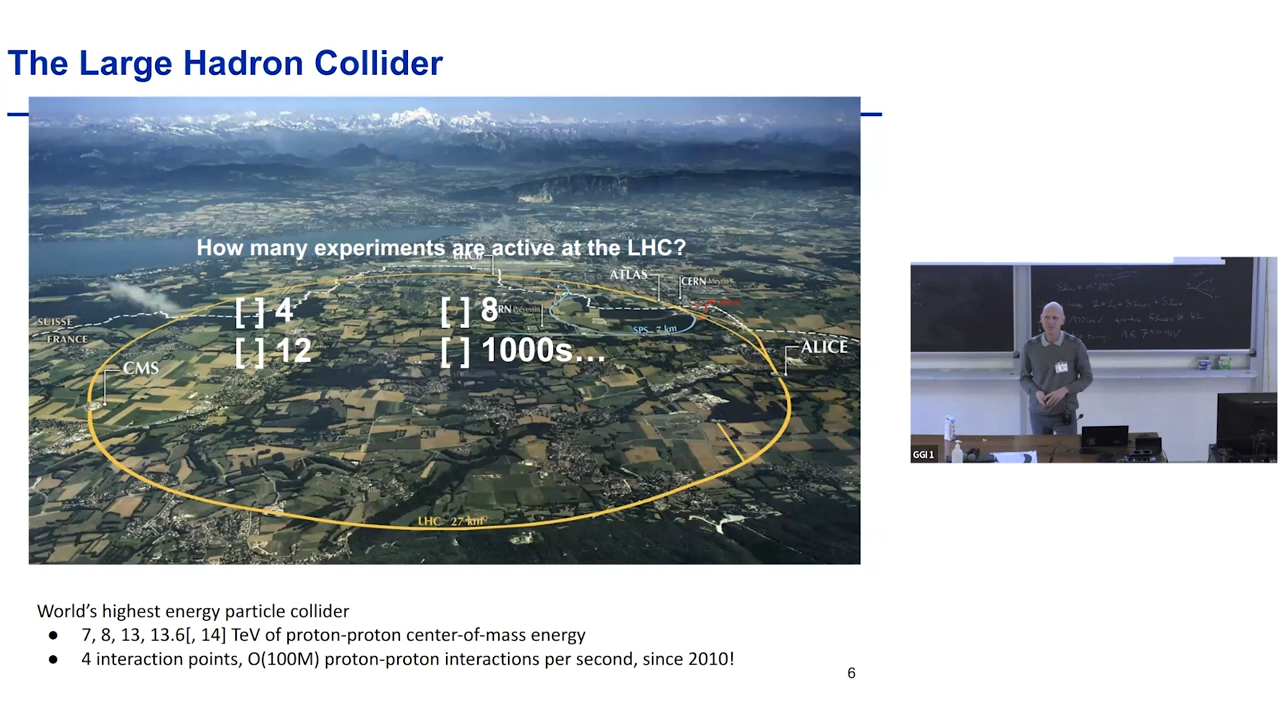 The Large Hadron Collider
How many experiments are active at the LHC?
ATLAS
CERN
[ ] 4
[ ] 8
SUISSE
FRANCE
SPS 7 km
[ ] 12
[ ] 1000s...
ALICE
CMS
LHC 27 km
World's highest energy particle collider
● 7, 8, 13, 13.6[, 14] TeV of proton-proton center-of-mass energy
● 4 interaction points, O(100M) proton-proton interactions per second, since 2010!
6
GGI 1